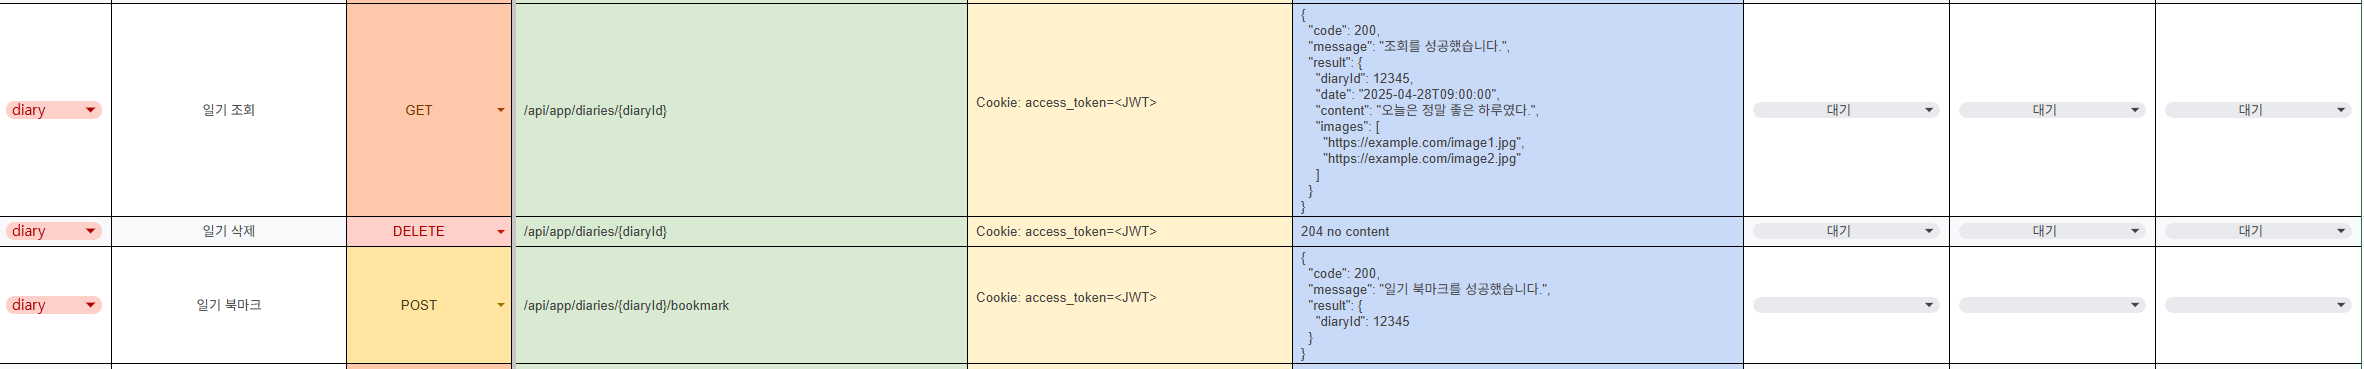 diary
일기 조회
GET
/api/app/diaries/{diaryId}
Cookie: access_token=<JWT>
{
"code": 200,
"message": "조회를 성공했습니다.",
"result": {
"diaryId": 12345,
"date": "2025-04-28T09:00:00",
"content": "오늘은 정말 좋은 하루였다.",
"images": [
"https://example.com/image1.jpg",
"https://example.com/image2.jpg"
]
}
}
대기
대기
대기
diary
일기 삭제
DELETE
/api/app/diaries/{diaryId}
Cookie: access_token=<JWT>
204 no content
대기
대기
대기
diary
일기 북마크
POST
/api/app/diaries/{diaryId}/bookmark
Cookie: access_token=<JWT>
{
"code": 200,
"message": "일기 북마크를 성공했습니다.",
"result": {
"diaryId": 12345
}
}